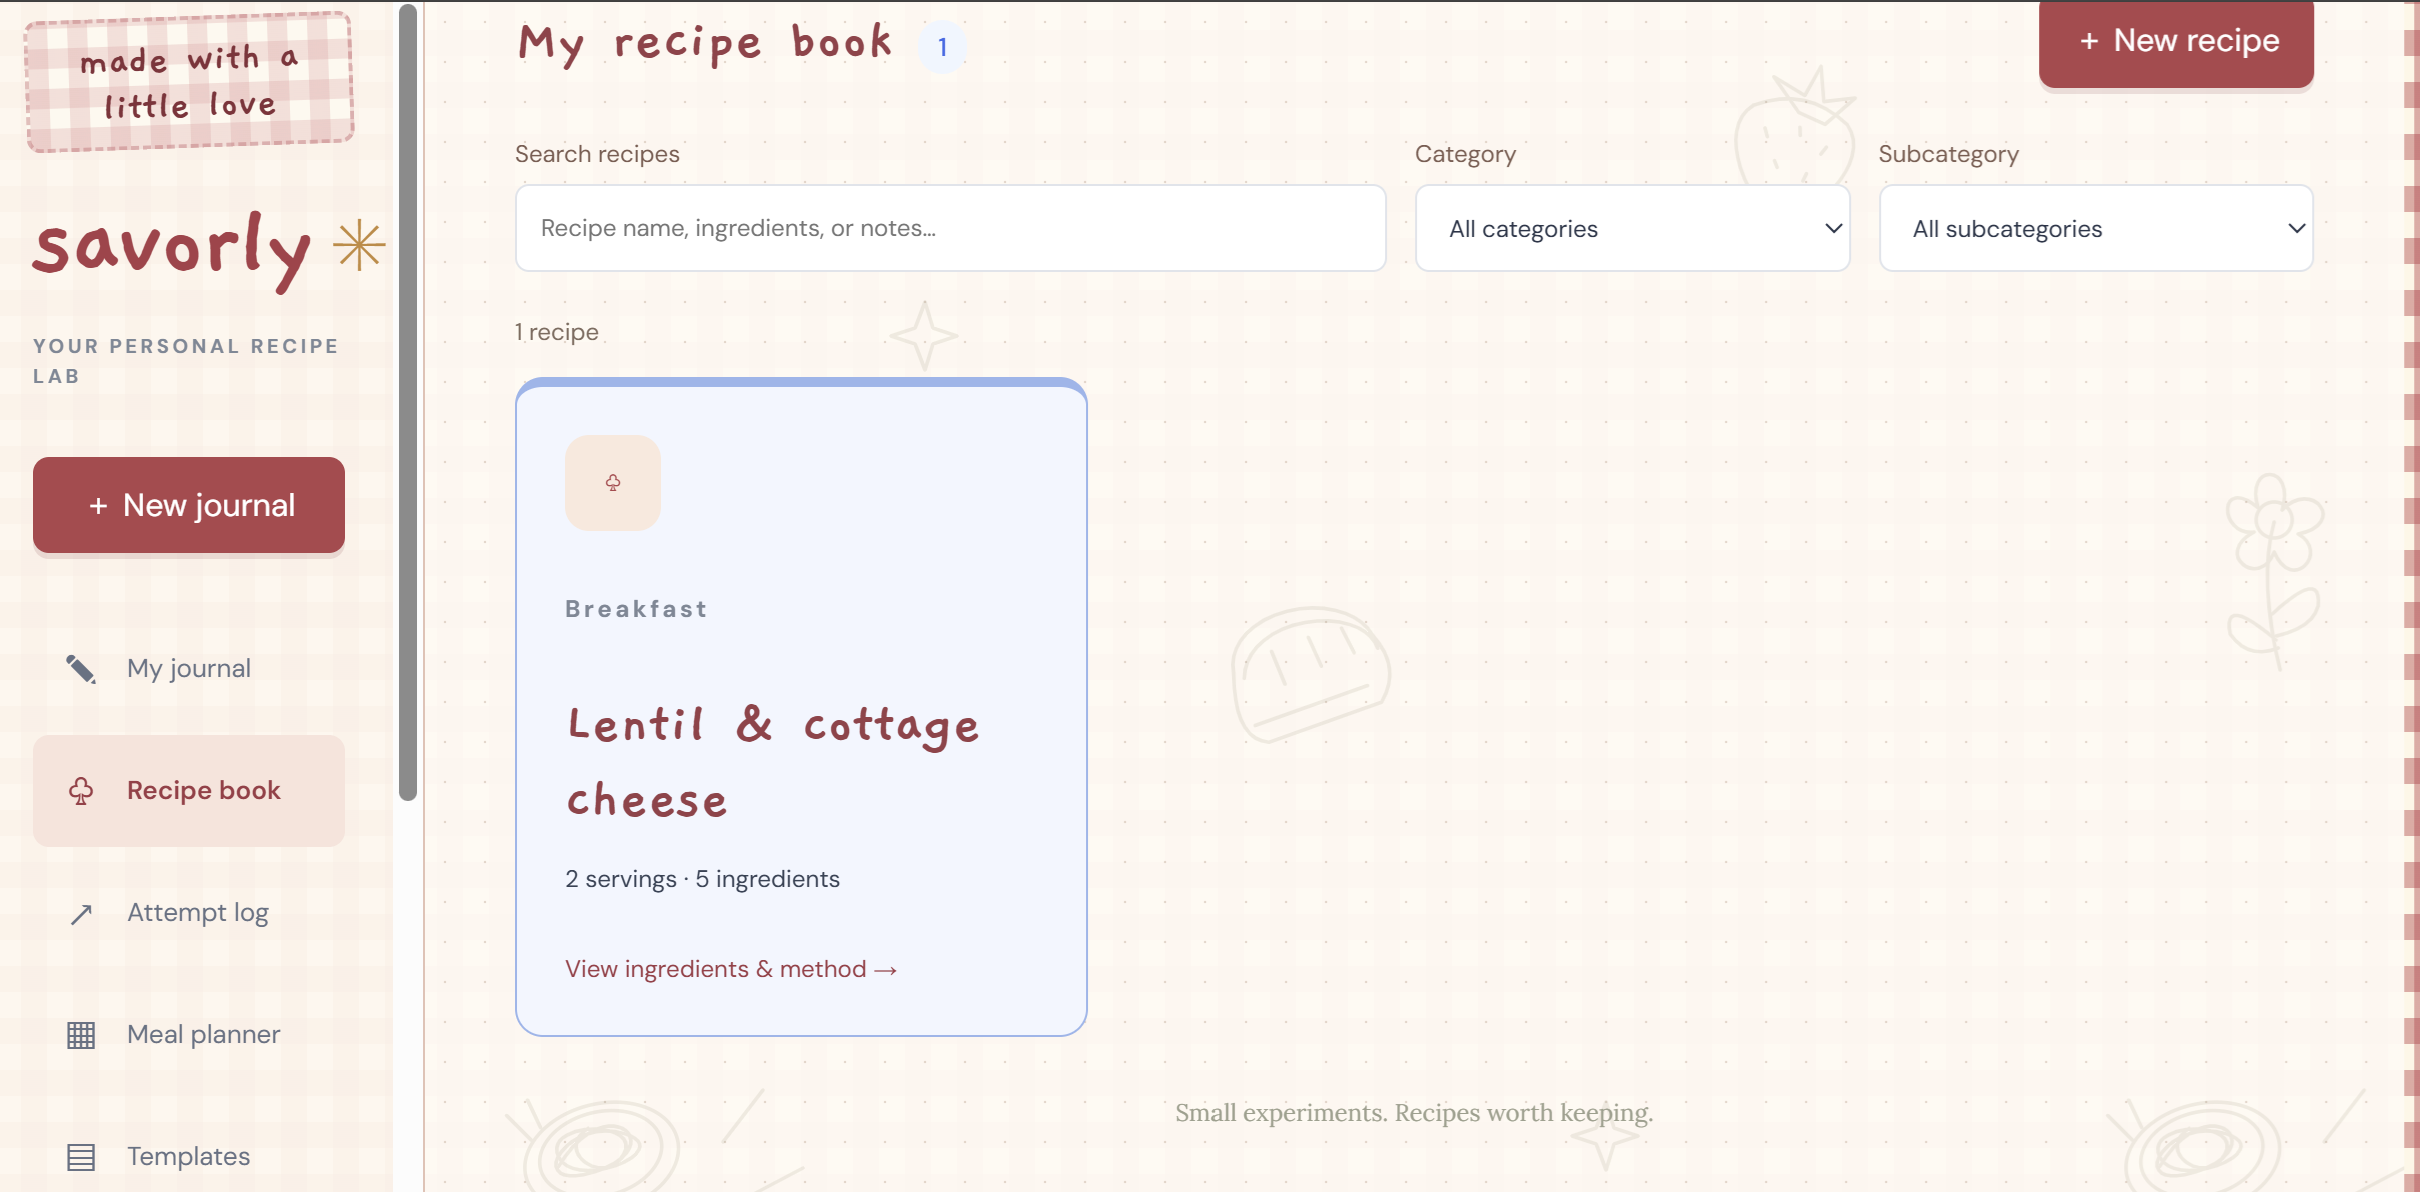 made with a
little love
savorly
YOUR PERSONAL RECIPE
LAB
+ New journal
My journal
Recipe book
Attempt log
Meal planner
Templates
My recipe book 1
+ New recipe
Search recipes
Category
Subcategory
Recipe name, ingredients, or notes...
All categories
All subcategories
1 recipe
Breakfast
Lentil & cottage
cheese
2 servings · 5 ingredients
View ingredients & method →
Small experiments. Recipes worth keeping.